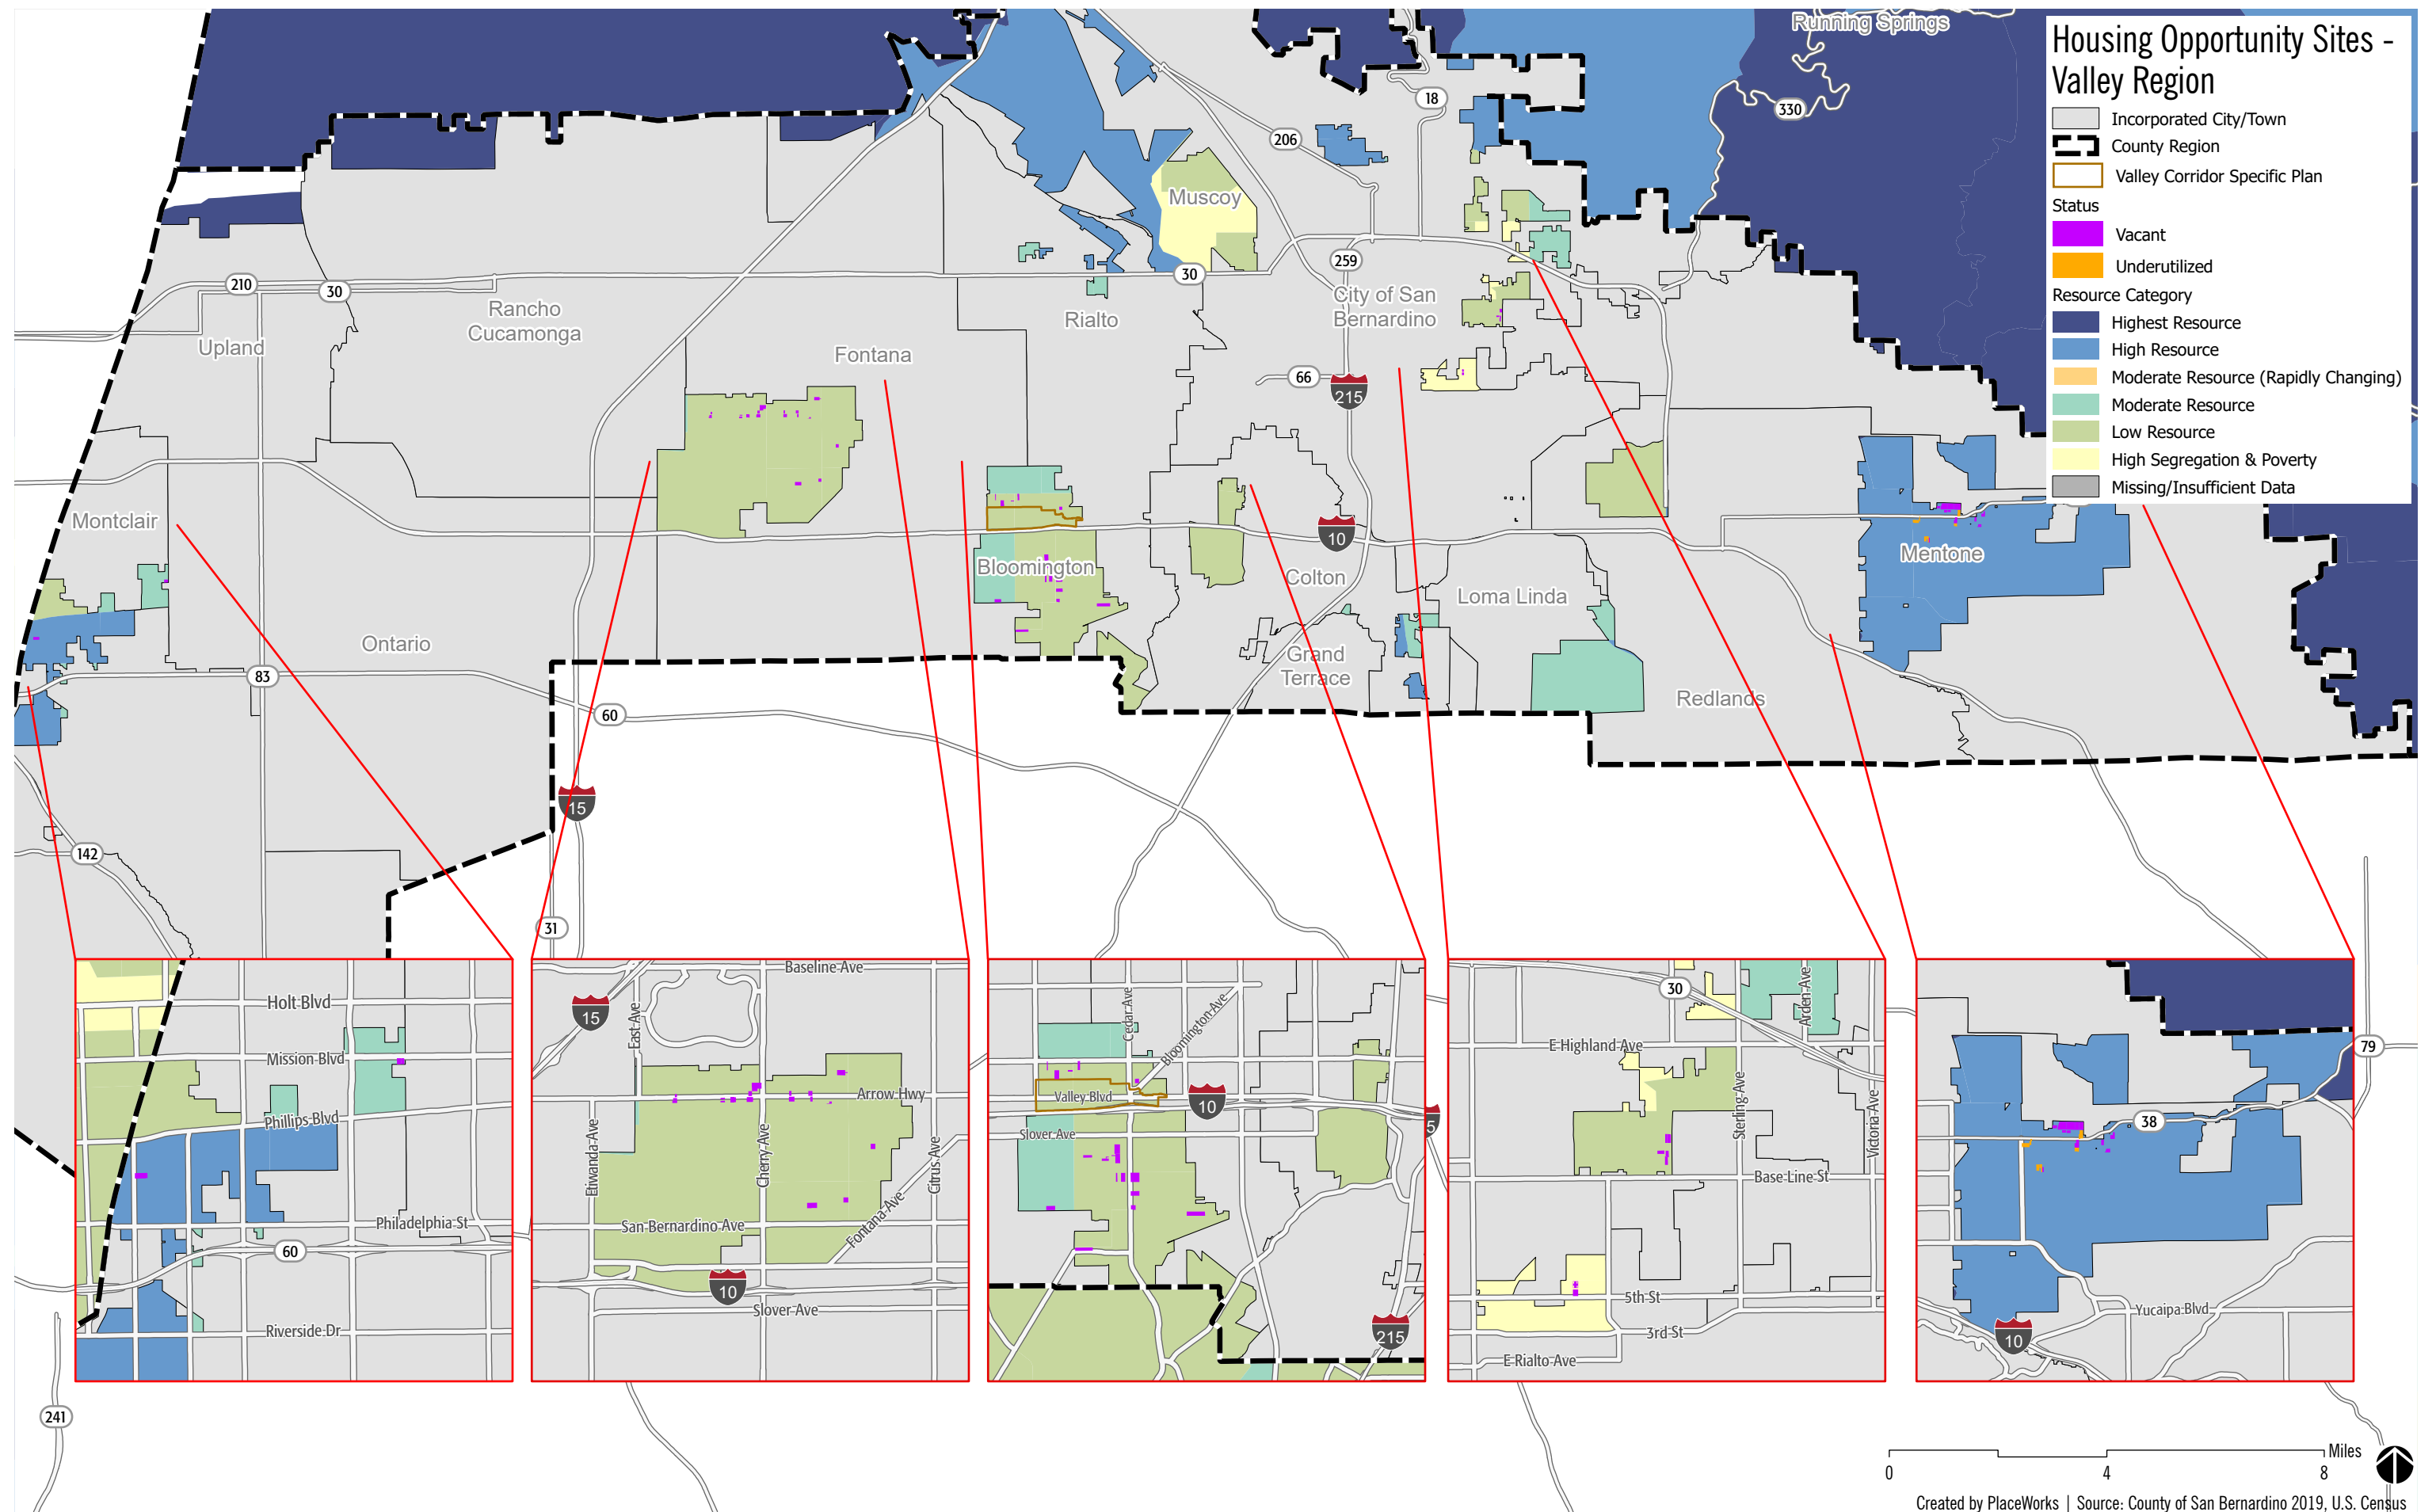 Running Springs
Housing Opportunity Sites -
Valley Region
Incorporated City/Town
County Region
Valley Corridor Specific Plan
Status
Vacant
Underutilized
Resource Category
Highest Resource
High Resource
Moderate Resource (Rapidly Changing)
Moderate Resource
Low Resource
High Segregation & Poverty
Missing/Insufficient Data
18
330
206
Muscoy
259
30
210
30
Rancho
Cucamonga
Upland
Rialto
City of San
Bernardino
Fontana
66
215
Montclair
10
Bloomington
Colton
Loma Linda
Mentone
Ontario
Grand
Terrace
Redlands
83
60
15
142
31
79
241
Holt Blvd
Mission Blvd
Phillips Blvd
Philadelphia St
60
Riverside Dr
Baseline Ave
15
East Ave
Arrow Hwy
Etiwanda Ave
Cherry Ave
Citrus Ave
San Bernardino Ave
Fontana Ave
10
Slover Ave
Cedar Ave
Bloomington Ave
Valley Blvd
10
Slover Ave
5
215
30
Arden Ave
E Highland Ave
Sterling Ave
Victoria Ave
Base Line St
5th St
3rd St
E Rialto Ave
38
Yucaipa Blvd
10
Miles
0 4 8
Created by PlaceWorks | Source: County of San Bernardino 2019, U.S. Census